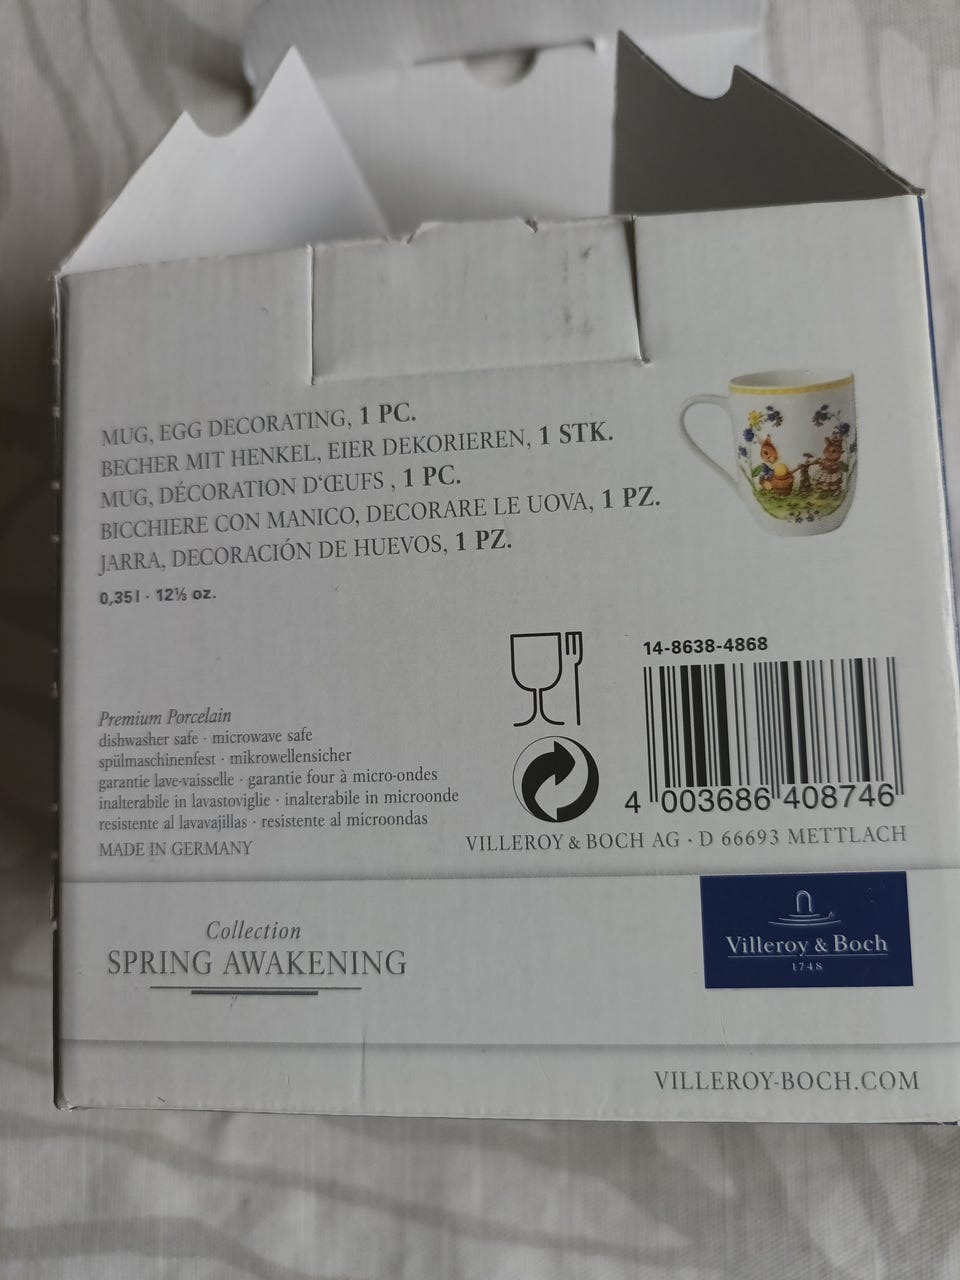 MUG, EGG DECORATING, 1 PC.
BECHER MIT HENKEL, EIER DEKORIEREN, 1 STK.
MUG, DÉCORATION D'ŒUFS , 1 PC.
BICCHIERE CON MANICO, DECORARE LE UOVA, 1 PZ.
JARRA, DECORACIÓN DE HUEVOS, 1 PZ.
0,35 l · 12⅓ oz.
14-8638-4868
Premium Porcelain
dishwasher safe · microwave safe
spülmaschinenfest · mikrowellensicher
garantie lave-vaisselle · garantie four à micro-ondes
inalterabile in lavastoviglie · inalterabile in microonde
resistente al lavavajillas · resistente al microondas
MADE IN GERMANY
4 003686 408746
VILLEROY & BOCH AG · D 66693 METTLACH
Collection
SPRING AWAKENING
Villeroy & Boch
1748
VILLEROY-BOCH.COM